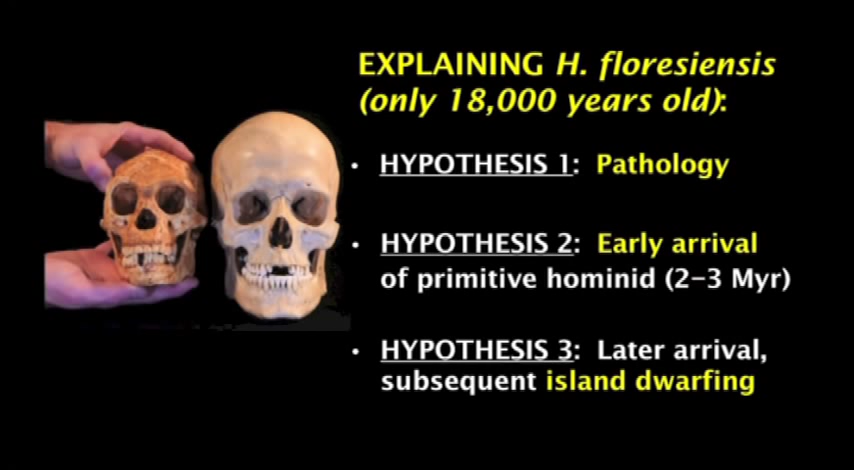 EXPLAINING H. floresiensis
(only 18,000 years old):
• HYPOTHESIS 1: Pathology
• HYPOTHESIS 2: Early arrival
of primitive hominid (2–3 Myr)
• HYPOTHESIS 3: Later arrival,
subsequent island dwarfing